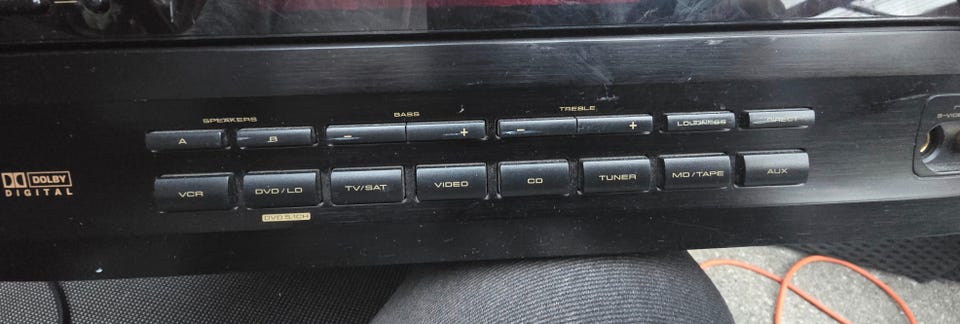 SPEAKERS BASS TREBLE
A B - + - + LOUDNESS DIRECT
S-VIDEO
DOLBY
DIGITAL
VCR DVD/LD TV/SAT VIDEO CD TUNER MD/TAPE AUX
DVD 5.1CH